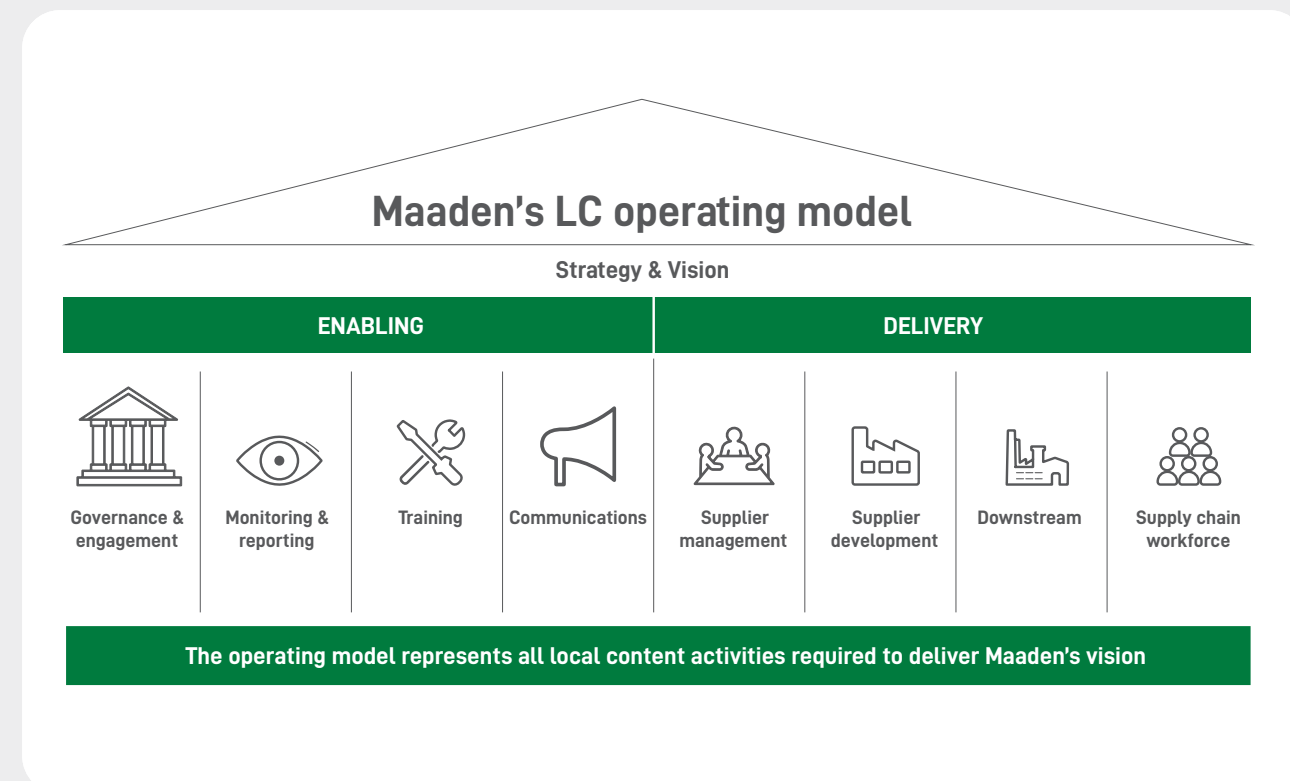 Maaden's LC operating model
Strategy & Vision
ENABLING
DELIVERY
Governance &
engagement
Monitoring &
reporting
Training
Communications
Supplier
management
Supplier
development
Downstream
Supply chain
workforce
The operating model represents all local content activities required to deliver Maaden's vision